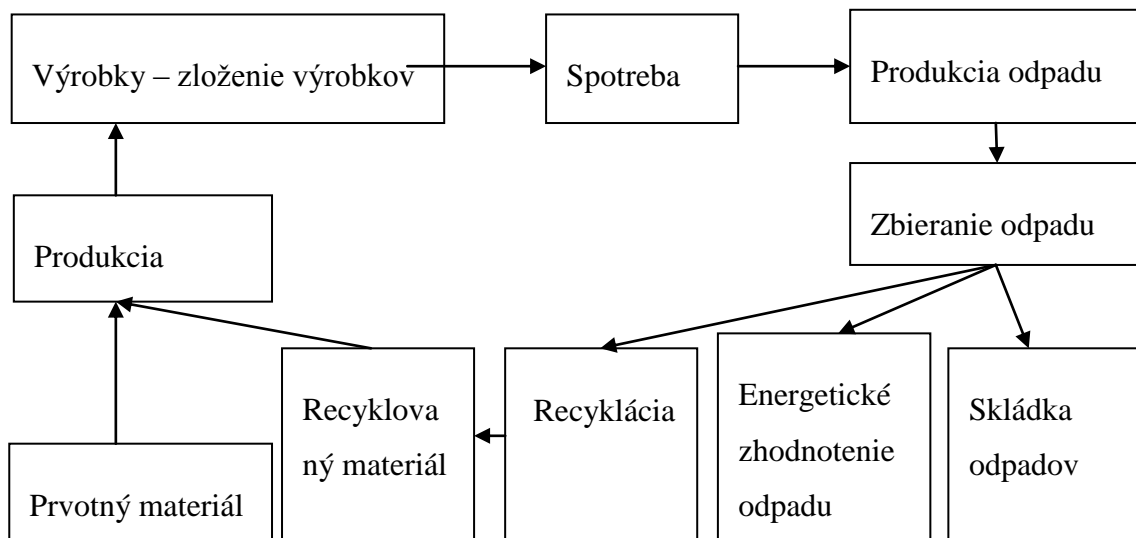 Výrobky – zloženie výrobkov
Spotreba
Produkcia odpadu
Produkcia
Zbieranie odpadu
Prvotný materiál
Recyklova
ný materiál
Recyklácia
Energetické
zhodnotenie
odpadu
Skládka
odpadov